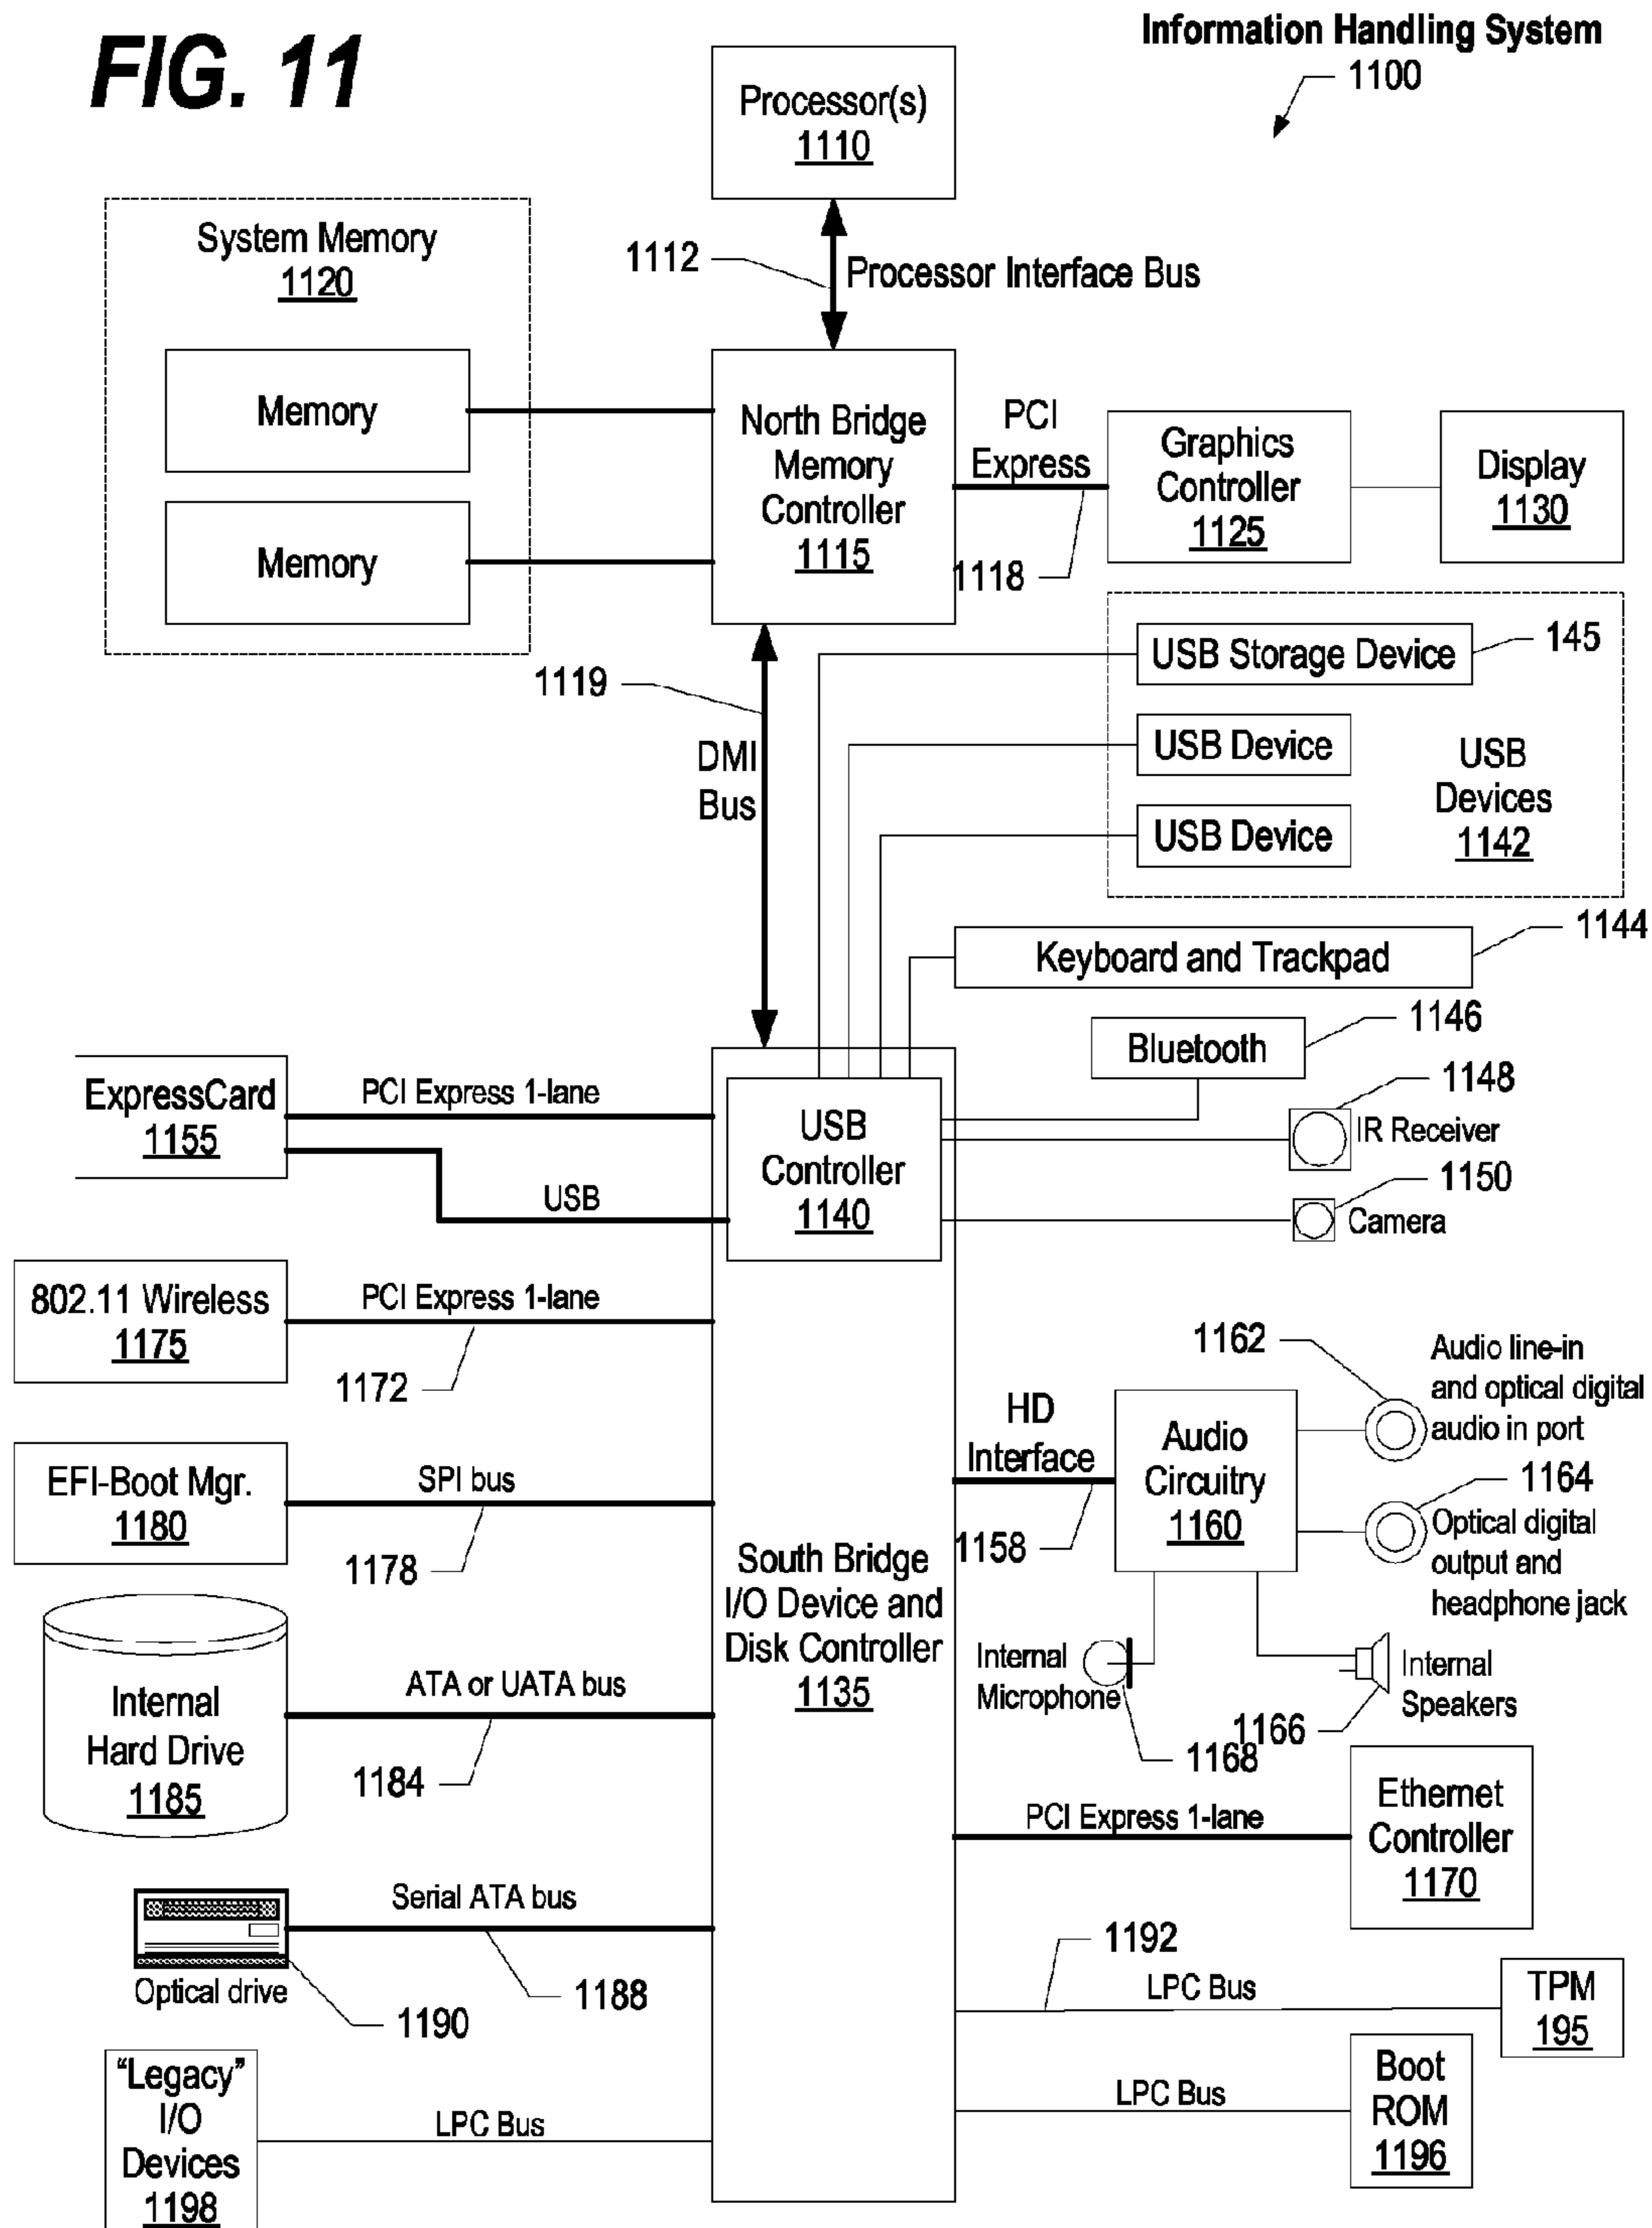 FIG. 11
Information Handling System
1100
Processor(s)
1110
System Memory
1120
Memory
Memory
1112
Processor Interface Bus
North Bridge
Memory
Controller
1115
PCI
Express
1118
Graphics
Controller
1125
Display
1130
USB Storage Device
145
USB Device
USB Device
USB
Devices
1142
1119
DMI
Bus
Keyboard and Trackpad
1144
Bluetooth
1146
1148
IR Receiver
1150
Camera
USB
Controller
1140
ExpressCard
1155
PCI Express 1-lane
USB
802.11 Wireless
1175
PCI Express 1-lane
1172
EFI-Boot Mgr.
1180
SPI bus
1178
South Bridge
I/O Device and
Disk Controller
1135
HD
Interface
1158
Audio
Circuitry
1160
1162
Audio line-in
and optical digital
audio in port
1164
Optical digital
output and
headphone jack
Internal
Microphone
1168
Internal
Speakers
1166
Internal
Hard Drive
1185
ATA or UATA bus
1184
PCI Express 1-lane
Ethernet
Controller
1170
Serial ATA bus
1188
Optical drive
1190
1192
LPC Bus
TPM
195
LPC Bus
Boot
ROM
1196
“Legacy”
I/O
Devices
1198
LPC Bus